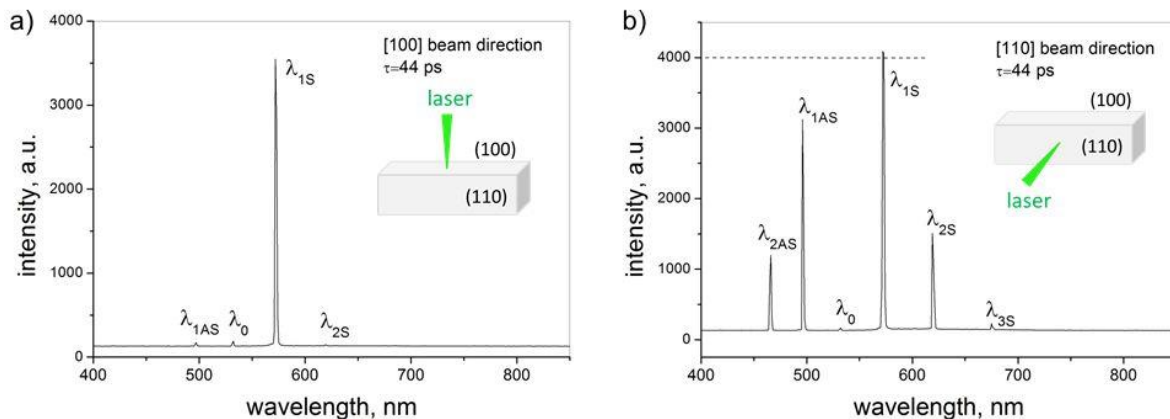 a)
4000
3000
2000
1000
0
intensity, a.u.
400
500
600
700
800
wavelength, nm
[100] beam direction
τ=44 ps
λ1S
laser
(100)
(110)
λ1AS
λ0
λ2S
b)
4000
3000
2000
1000
0
intensity, a.u.
400
500
600
700
800
wavelength, nm
[110] beam direction
τ=44 ps
λ1S
(100)
λ1AS
(110)
laser
λ2S
λ2AS
λ0
λ3S